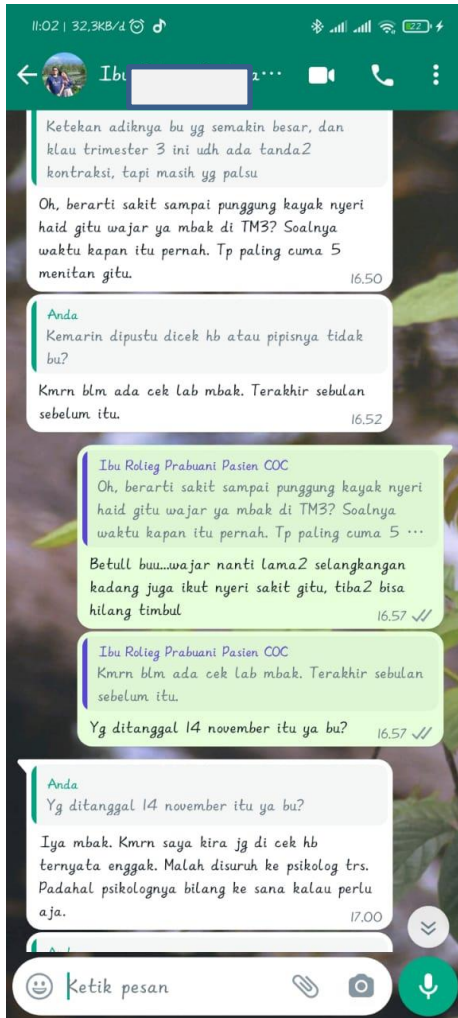 11:02 | 32,3KB/d
22
Ibu
Ketekan adiknya bu yg semakin besar, dan
klau trimester 3 ini udh ada tanda2
kontraksi, tapi masih yg palsu
Oh, berarti sakit sampai punggung kayak nyeri
haid gitu wajar ya mbak di TM3? Soalnya
waktu kapan itu pernah. Tp paling cuma 5
menitan gitu.
16.50
Anda
Kemarin dipustu dicek hb atau pipisnya tidak
bu?
Kmrn blm ada cek lab mbak. Terakhir sebulan
sebelum itu.
16.52
Ibu Rolieg Prabuani Pasien COC
Oh, berarti sakit sampai punggung kayak nyeri
haid gitu wajar ya mbak di TM3? Soalnya
waktu kapan itu pernah. Tp paling cuma 5 ...
Betull buu...wajar nanti lama2 selangkangan
kadang juga ikut nyeri sakit gitu, tiba2 bisa
hilang timbul
16.57
Ibu Rolieg Prabuani Pasien COC
Kmrn blm ada cek lab mbak. Terakhir sebulan
sebelum itu.
Yg ditanggal 14 november itu ya bu?
16.57
Anda
Yg ditanggal 14 november itu ya bu?
Iya mbak. Kmrn saya kira jg di cek hb
ternyata enggak. Malah disuruh ke psikolog trs.
Padahal psikolognya bilang ke sana kalau perlu
aja.
17.00
Ketik pesan